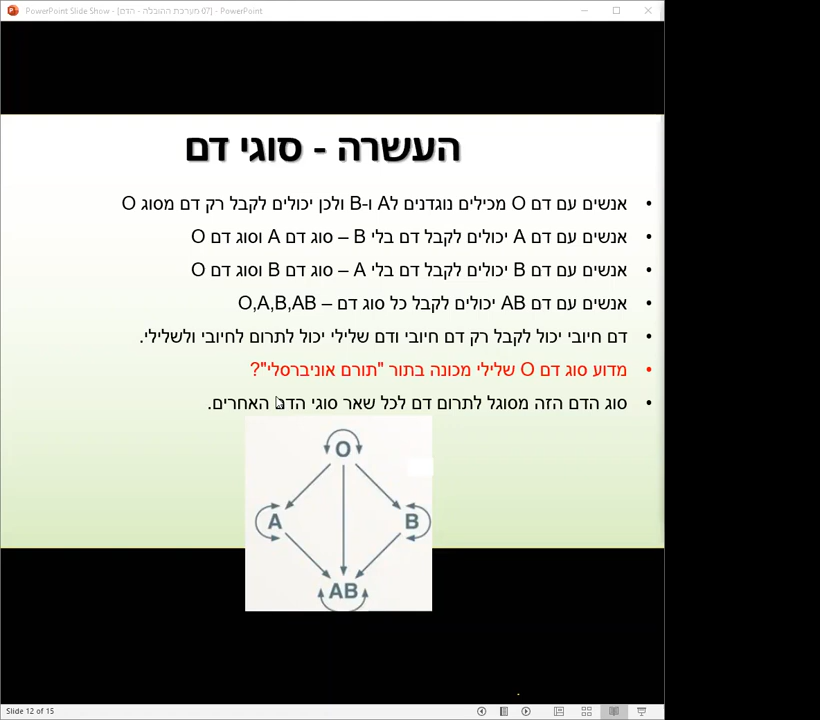 PowerPoint Slide Show - [07 מערכת ההובלה - הדם] - PowerPoint
העשרה - סוגי דם
• אנשים עם דם O מכילים נוגדנים לA ו-B ולכן יכולים לקבל רק דם מסוג O
• אנשים עם דם A יכולים לקבל דם בלי B – סוג דם A וסוג דם O
• אנשים עם דם B יכולים לקבל דם בלי A – סוג דם B וסוג דם O
• אנשים עם דם AB יכולים לקבל כל סוג דם – O,A,B,AB
• דם חיובי יכול לקבל רק דם חיובי ודם שלילי יכול לתרום לחיובי ולשלילי.
• מדוע סוג דם O שלילי מכונה בתור "תורם אוניברסלי"?
• סוג הדם הזה מסוגל לתרום דם לכל שאר סוגי הדם האחרים.
O
A B
AB
Slide 12 of 15